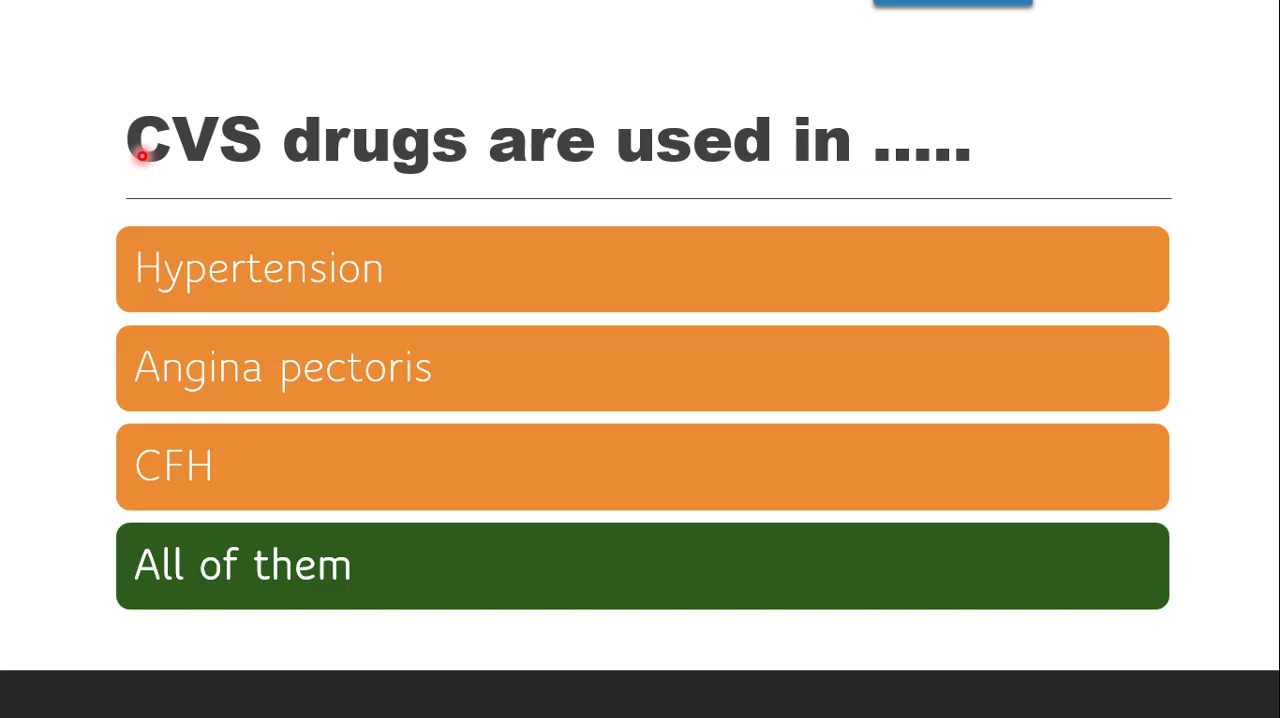 CVS drugs are used in .....
Hypertension
Angina pectoris
CFH
All of them